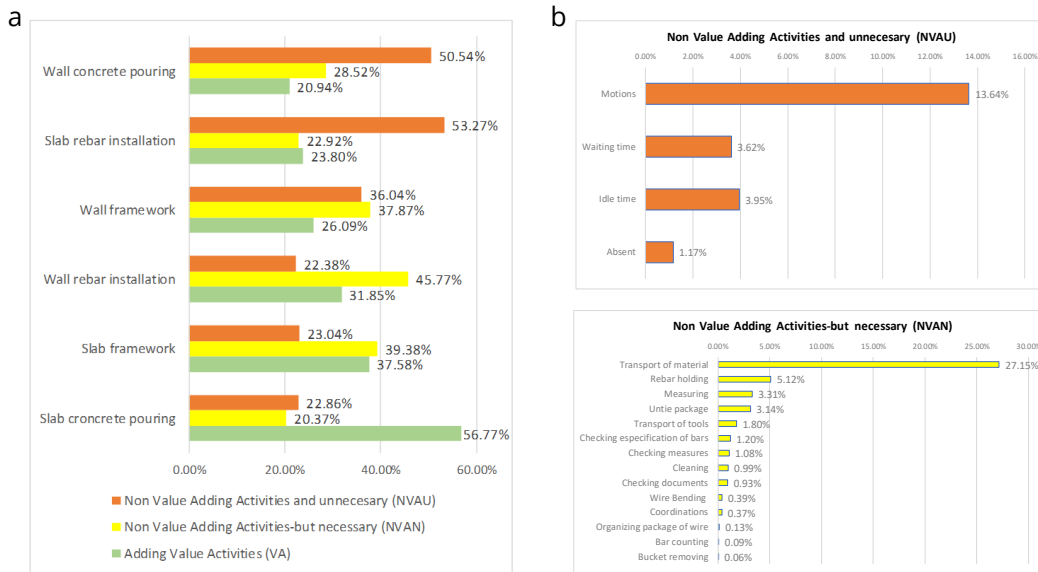 a
Wall concrete pouring
50.54%
28.52%
20.94%
Slab rebar installation
53.27%
22.92%
23.80%
Wall framework
36.04%
37.87%
26.09%
Wall rebar installation
22.38%
45.77%
31.85%
Slab framework
23.04%
39.38%
37.58%
Slab croncrete pouring
22.86%
20.37%
56.77%
0.00% 20.00% 40.00% 60.00%
Non Value Adding Activities and unnecesary (NVAU)
Non Value Adding Activities-but necessary (NVAN)
Adding Value Activities (VA)
b
Non Value Adding Activities and unnecesary (NVAU)
0.00% 2.00% 4.00% 6.00% 8.00% 10.00% 12.00% 14.00% 16.00%
Motions 13.64%
Waiting time 3.62%
Idle time 3.95%
Absent 1.17%
Non Value Adding Activities-but necessary (NVAN)
0.00% 5.00% 10.00% 15.00% 20.00% 25.00% 30.00%
Transport of material 27.15%
Rebar holding 5.12%
Measuring 3.31%
Untie package 3.14%
Transport of tools 1.80%
Checking especification of bars 1.20%
Checking measures 1.08%
Cleaning 0.99%
Checking documents 0.93%
Wire Bending 0.39%
Coordinations 0.37%
Organizing package of wire 0.13%
Bar counting 0.09%
Bucket removing 0.06%